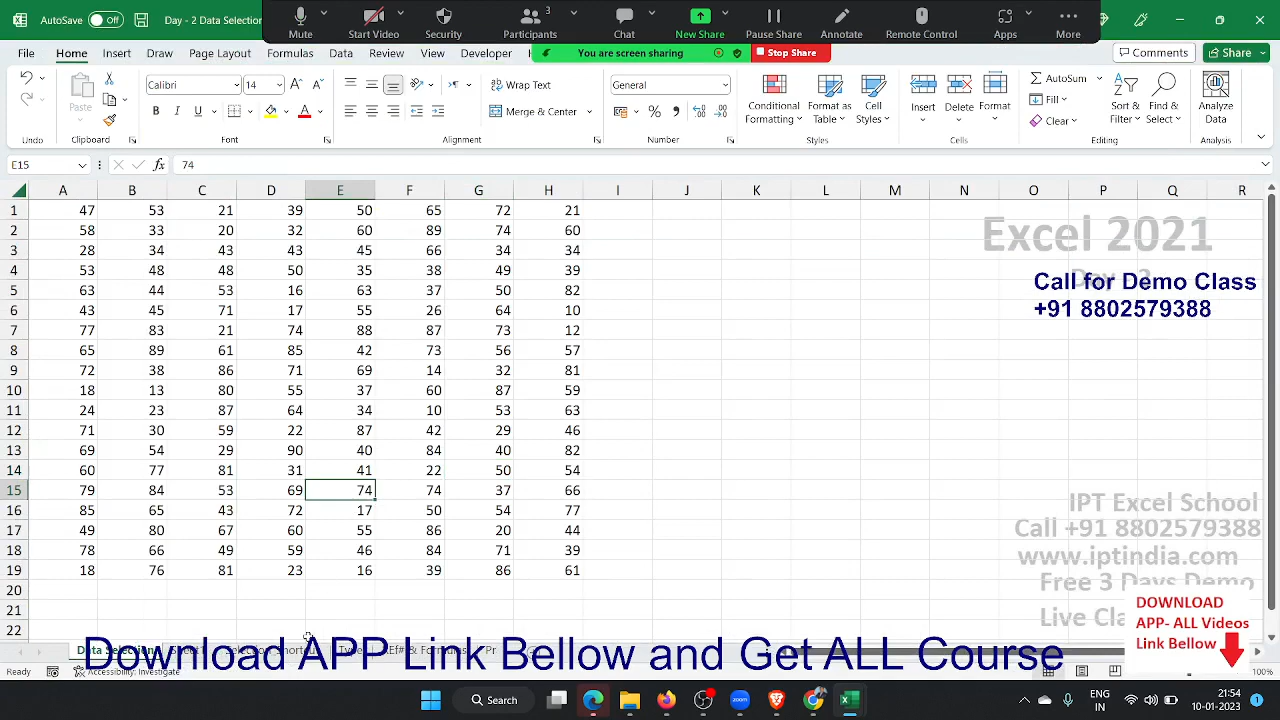 AutoSave Off Day - 2 Data Selection
Mute Start Video Security Participants 3 Chat New Share Pause Annotate Remote Control Apps More
You are screen sharing Stop Share
File Home Insert Draw Page Layout Formulas Data Review View Developer Comments Share
Paste Calibri 14 Wrap Text General Conditional Formatting Format as Table Cell Styles Insert Delete Format AutoSum Sort & Filter Find & Select Analyze Data
B I U A Merge & Center Fill Clear
Undo Clipboard Font Alignment Number Styles Cells Editing Analysis
E15 fx 74
A B C D E F G H I J K L M N O P Q R
1 47 53 21 39 50 65 72 21
2 58 33 20 32 60 89 74 60
3 28 34 43 43 45 66 34 34
4 53 48 48 50 35 38 49 39
5 63 44 53 16 63 37 50 82
6 43 45 71 17 55 26 64 10
7 77 83 21 74 88 87 73 12
8 65 89 61 85 42 73 56 57
9 72 38 86 71 69 14 32 81
10 18 13 80 55 37 60 87 59
11 24 23 87 64 34 10 53 63
12 71 30 59 22 87 42 29 46
13 69 54 29 90 40 84 40 82
14 60 77 81 31 41 22 50 54
15 79 84 53 69 74 74 37 66
16 85 65 43 72 17 50 54 77
17 49 80 67 60 55 86 20 44
18 78 66 49 59 46 84 71 39
19 18 76 81 23 16 39 86 61
20
21
22
Excel 2021
Call for Demo Class
+91 8802579388
IPT Excel School
Call +91 8802579388
www.iptindia.com
Free 3 Days Demo
Live Cla
DOWNLOAD
APP- ALL Videos
Link Bellow
Data Selection
Download APP Link Bellow and Get ALL Course
Ready Accessibility: Investigate 100%
Search ENG IN 21:54 10-01-2023